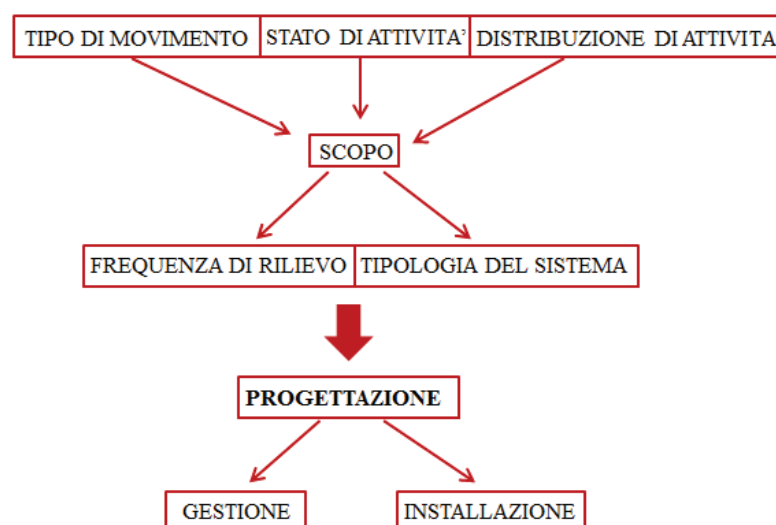 TIPO DI MOVIMENTO STATO DI ATTIVITA' DISTRIBUZIONE DI ATTIVITA
SCOPO
FREQUENZA DI RILIEVO TIPOLOGIA DEL SISTEMA
PROGETTAZIONE
GESTIONE INSTALLAZIONE